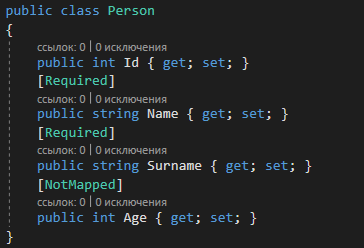 public class Person
{
ссылок: 0 | 0 исключения
public int Id { get; set; }
[Required]
ссылок: 0 | 0 исключения
public string Name { get; set; }
[Required]
ссылок: 0 | 0 исключения
public string Surname { get; set; }
[NotMapped]
ссылок: 0 | 0 исключения
public int Age { get; set; }
}